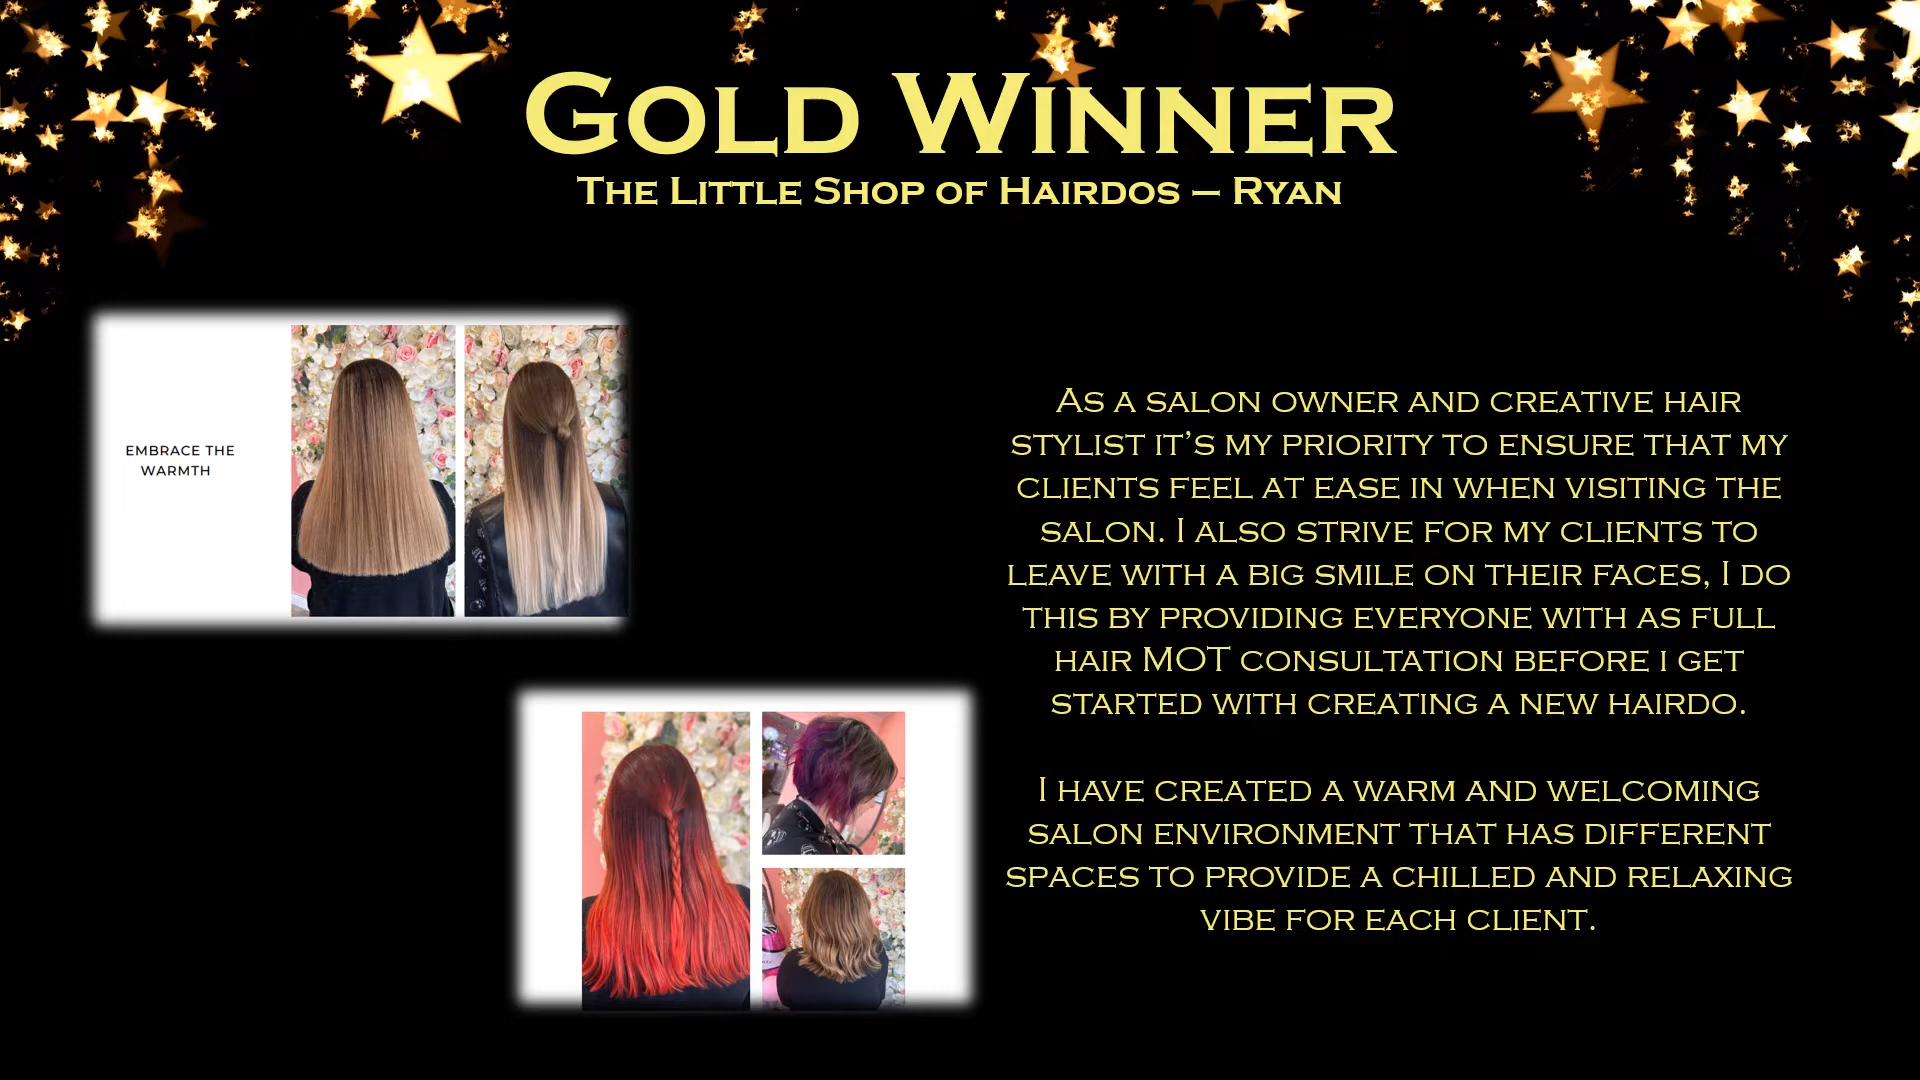 Gold Winner
The Little Shop of Hairdos – Ryan
EMBRACE THE
WARMTH
As a salon owner and creative hair
stylist it’s my priority to ensure that my
clients feel at ease in when visiting the
salon. I also strive for my clients to
leave with a big smile on their faces, I do
this by providing everyone with as full
hair MOT consultation before i get
started with creating a new hairdo.
I have created a warm and welcoming
salon environment that has different
spaces to provide a chilled and relaxing
vibe for each client.